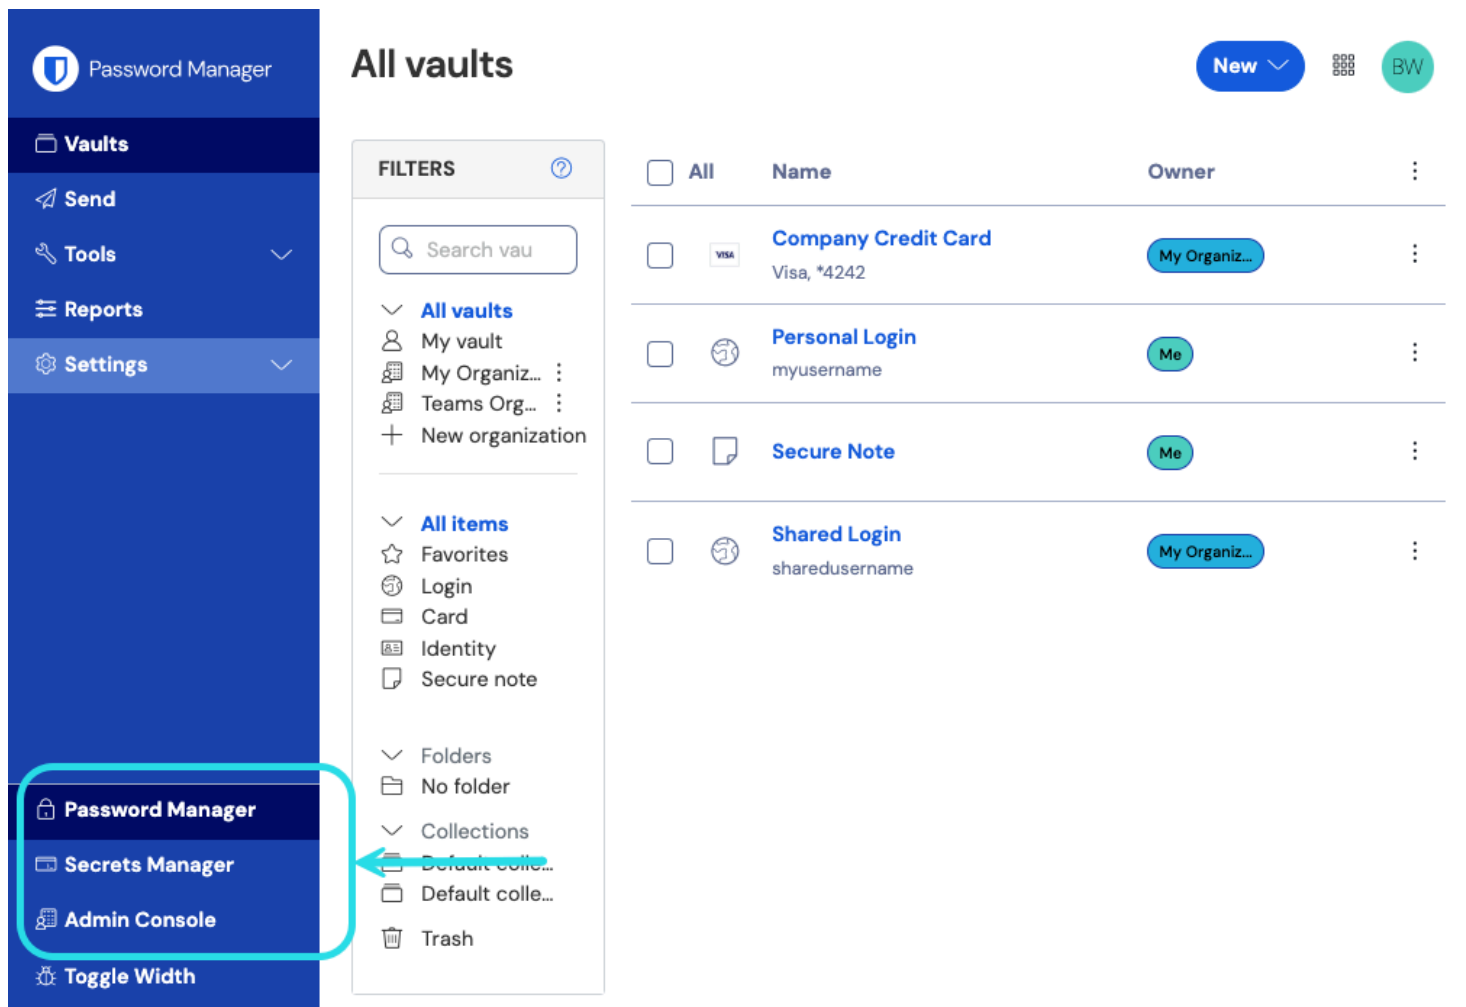 Password Manager
Vaults
Send
Tools
Reports
Settings
Password Manager
Secrets Manager
Admin Console
Toggle Width
All vaults
New
BW
FILTERS
?
Search vau
All vaults
My vault
My Organiz...
Teams Org...
New organization
All items
Favorites
Login
Card
Identity
Secure note
Folders
No folder
Collections
Default colle...
Default colle...
Trash
All Name Owner
VISA Company Credit Card My Organiz...
Visa, *4242
Personal Login Me
myusername
Secure Note Me
Shared Login My Organiz...
sharedusername